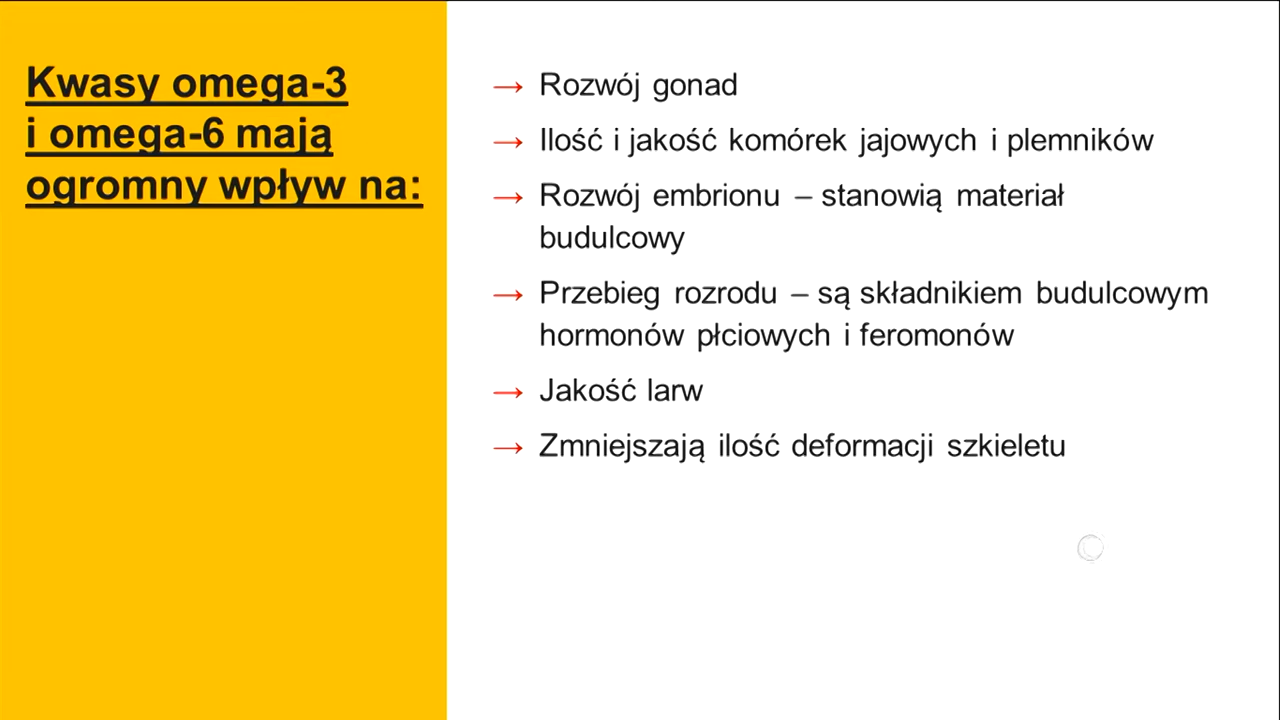 Kwasy omega-3
i omega-6 mają
ogromny wpływ na:
→ Rozwój gonad
→ Ilość i jakość komórek jajowych i plemników
→ Rozwój embrionu – stanowią materiał
budulcowy
→ Przebieg rozrodu – są składnikiem budulcowym
hormonów płciowych i feromonów
→ Jakość larw
→ Zmniejszają ilość deformacji szkieletu